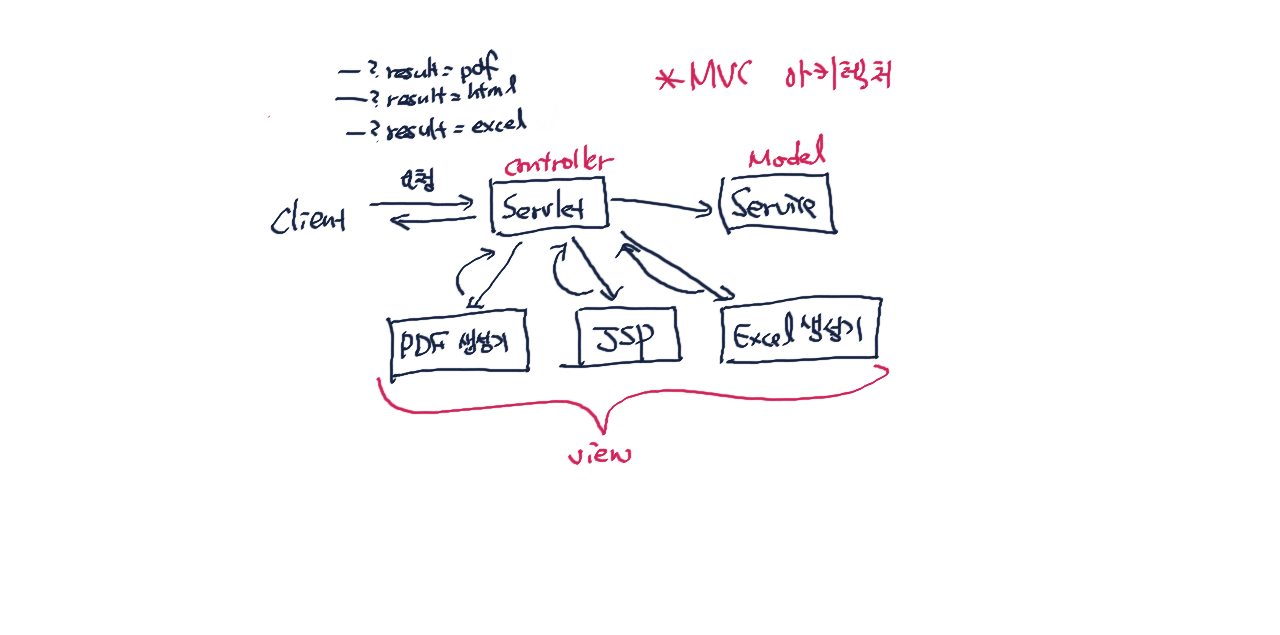 * MVC 아키텍처
— ? result = pdf
— ? result = html
— ? result = excel
Controller
Model
요청
Client
Servlet
Service
PDF 생성기
JSP
Excel 생성기
view